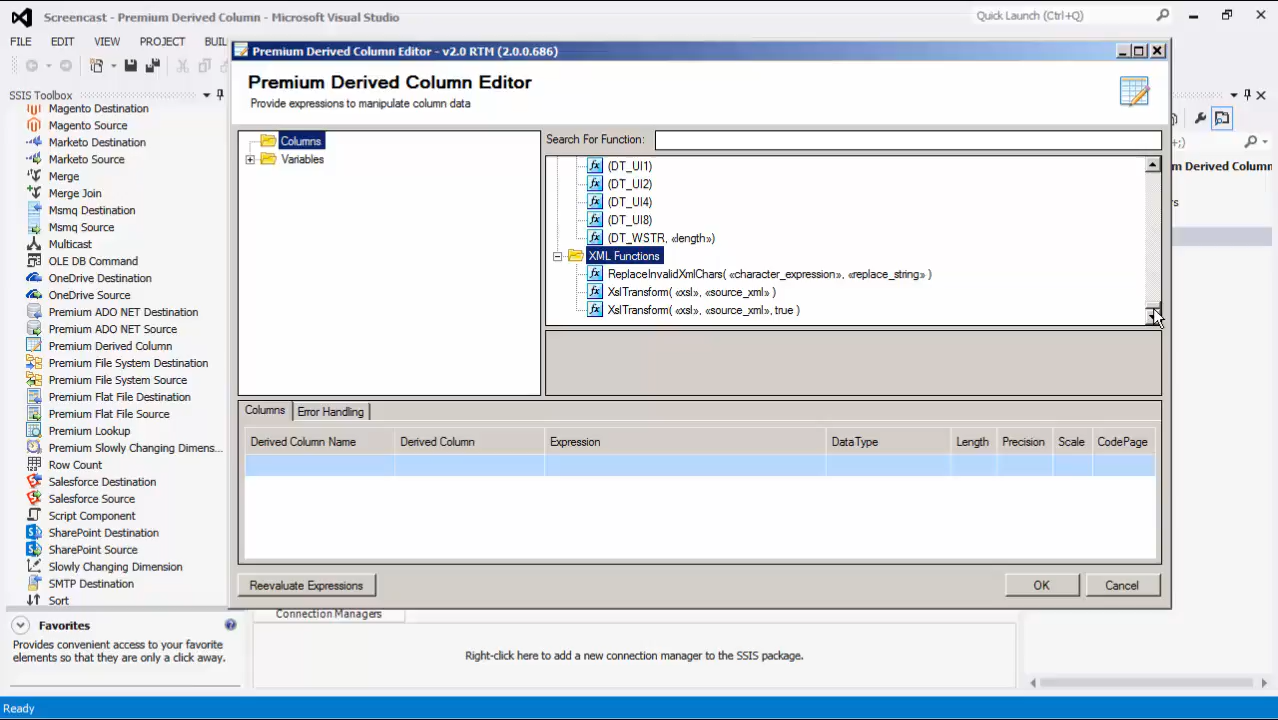 Screencast - Premium Derived Column - Microsoft Visual Studio
Quick Launch (Ctrl+Q)
FILE EDIT VIEW PROJECT BUIL
Premium Derived Column Editor - v2.0 RTM (2.0.0.686)
Premium Derived Column Editor
Provide expressions to manipulate column data
SSIS Toolbox
Magento Destination
Magento Source
Marketo Destination
Marketo Source
Merge
Merge Join
Msmq Destination
Msmq Source
Multicast
OLE DB Command
OneDrive Destination
OneDrive Source
Premium ADO NET Destination
Premium ADO NET Source
Premium Derived Column
Premium File System Destination
Premium File System Source
Premium Flat File Destination
Premium Flat File Source
Premium Lookup
Premium Slowly Changing Dimens...
Row Count
Salesforce Destination
Salesforce Source
Script Component
SharePoint Destination
SharePoint Source
Slowly Changing Dimension
SMTP Destination
Sort
Favorites
Provides convenient access to your favorite
elements so that they are only a click away.
Columns
Variables
Search For Function:
(DT_UI1)
(DT_UI2)
(DT_UI4)
(DT_UI8)
(DT_WSTR, «length»)
XML Functions
ReplaceInvalidXmlChars( «character_expression», «replace_string» )
XslTransform( «xsl», «source_xml» )
XslTransform( «xsl», «source_xml», true )
Columns Error Handling
Derived Column Name Derived Column Expression DataType Length Precision Scale CodePage
Reevaluate Expressions OK Cancel
Connection Managers
Right-click here to add a new connection manager to the SSIS package.
+;)
m Derived Column
s
Ready